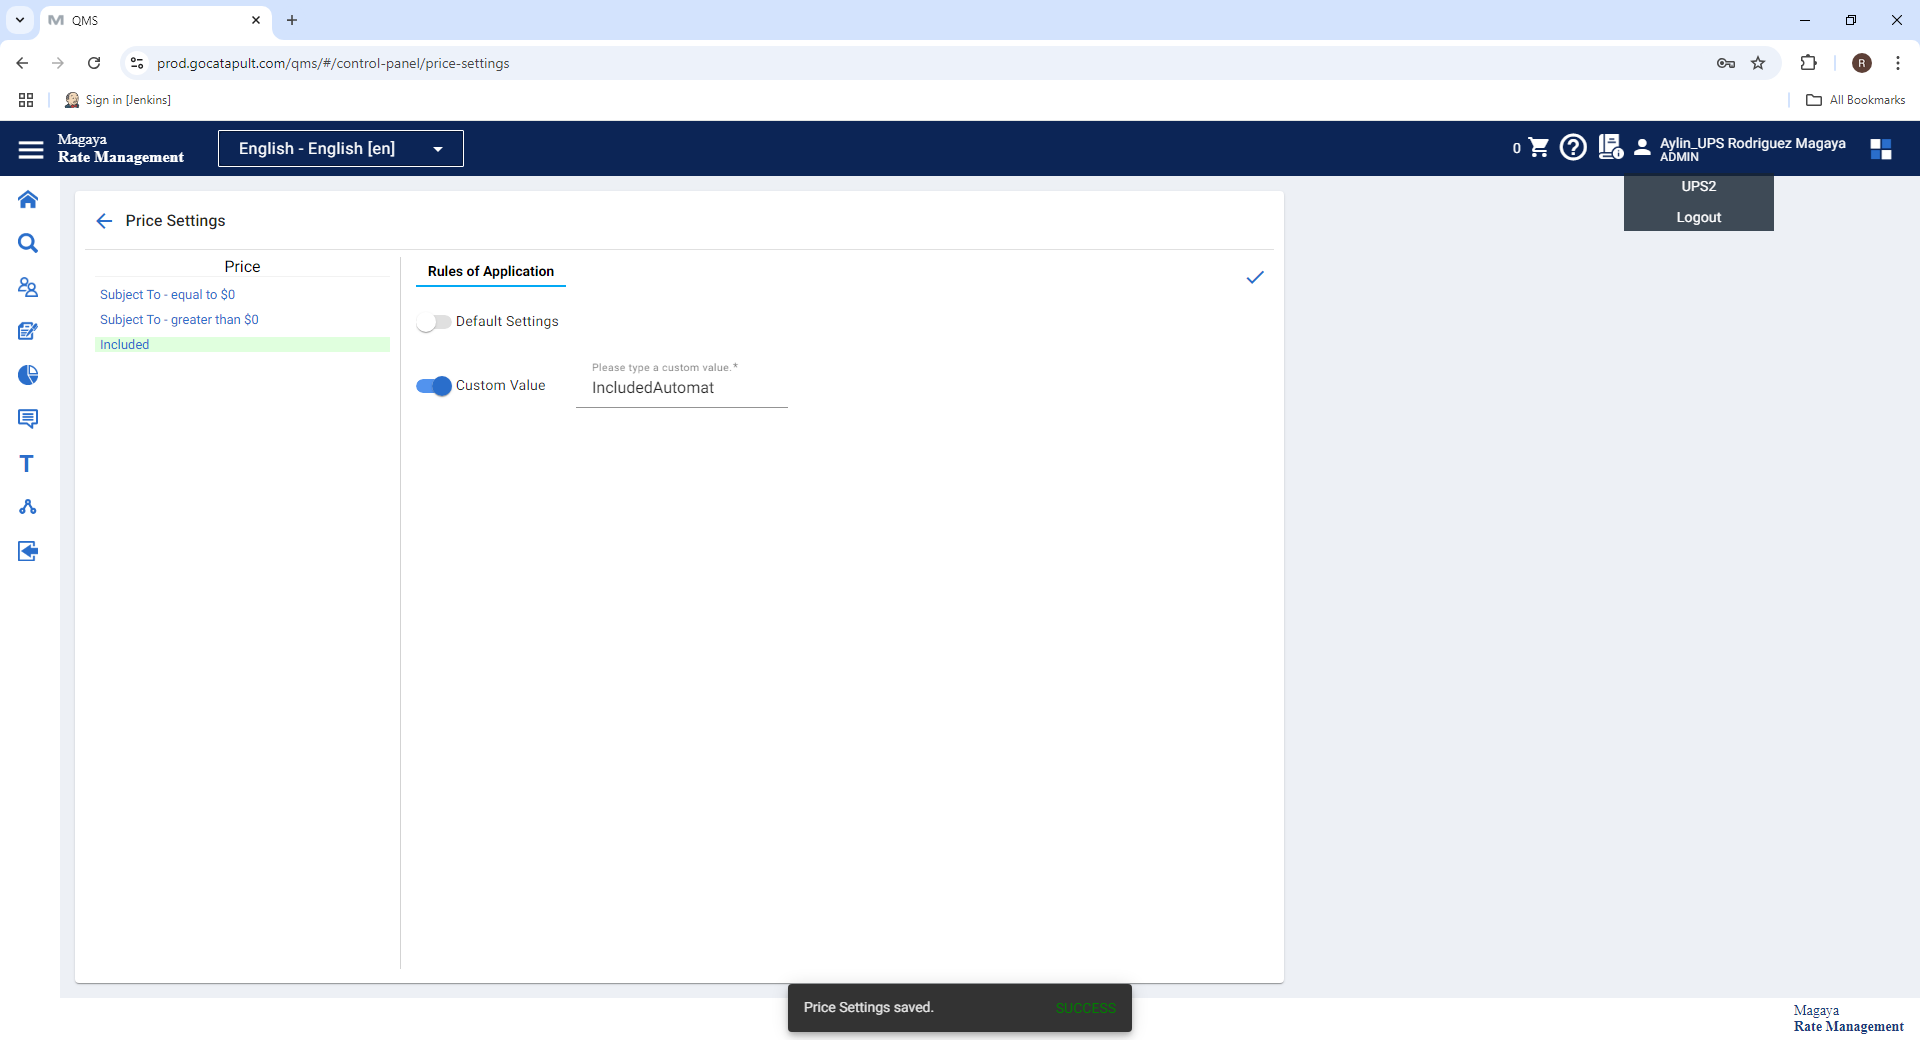 QMS
prod.gocatapult.com/qms/#/control-panel/price-settings
R
Sign in [Jenkins]
All Bookmarks
Magaya
Rate Management
English - English [en]
0
Aylin_UPS Rodriguez Magaya
ADMIN
UPS2
Logout
Price Settings
Price
Subject To - equal to $0
Subject To - greater than $0
Included
Rules of Application
Default Settings
Custom Value
Please type a custom value.*
IncludedAutomat
Price Settings saved.
SUCCESS
Magaya
Rate Management